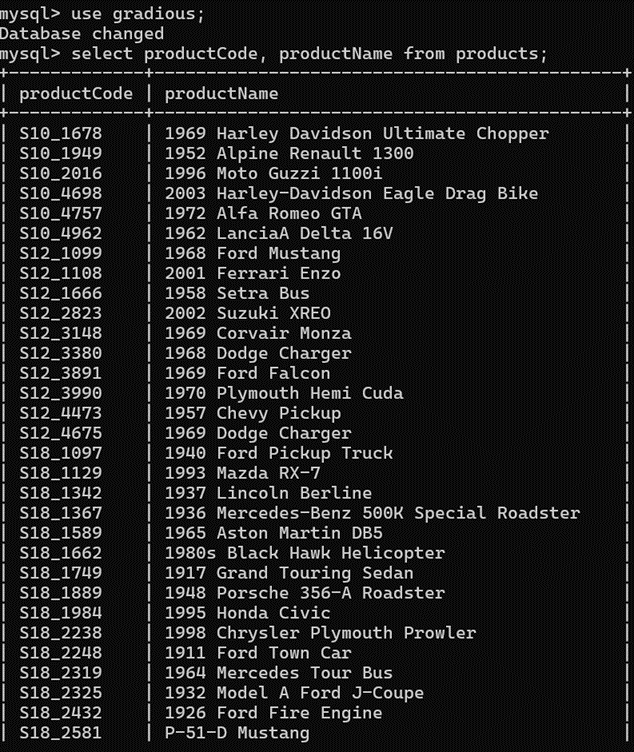 mysql> use gradious;
Database changed
mysql> select productCode, productName from products;
+-------------+---------------------------------------------+
| productCode | productName |
+-------------+---------------------------------------------+
| S10_1678 | 1969 Harley Davidson Ultimate Chopper |
| S10_1949 | 1952 Alpine Renault 1300 |
| S10_2016 | 1996 Moto Guzzi 1100i |
| S10_4698 | 2003 Harley-Davidson Eagle Drag Bike |
| S10_4757 | 1972 Alfa Romeo GTA |
| S10_4962 | 1962 LanciaA Delta 16V |
| S12_1099 | 1968 Ford Mustang |
| S12_1108 | 2001 Ferrari Enzo |
| S12_1666 | 1958 Setra Bus |
| S12_2823 | 2002 Suzuki XREO |
| S12_3148 | 1969 Corvair Monza |
| S12_3380 | 1968 Dodge Charger |
| S12_3891 | 1969 Ford Falcon |
| S12_3990 | 1970 Plymouth Hemi Cuda |
| S12_4473 | 1957 Chevy Pickup |
| S12_4675 | 1969 Dodge Charger |
| S18_1097 | 1940 Ford Pickup Truck |
| S18_1129 | 1993 Mazda RX-7 |
| S18_1342 | 1937 Lincoln Berline |
| S18_1367 | 1936 Mercedes-Benz 500K Special Roadster |
| S18_1589 | 1965 Aston Martin DB5 |
| S18_1662 | 1980s Black Hawk Helicopter |
| S18_1749 | 1917 Grand Touring Sedan |
| S18_1889 | 1948 Porsche 356-A Roadster |
| S18_1984 | 1995 Honda Civic |
| S18_2238 | 1998 Chrysler Plymouth Prowler |
| S18_2248 | 1911 Ford Town Car |
| S18_2319 | 1964 Mercedes Tour Bus |
| S18_2325 | 1932 Model A Ford J-Coupe |
| S18_2432 | 1926 Ford Fire Engine |
| S18_2581 | P-51-D Mustang |